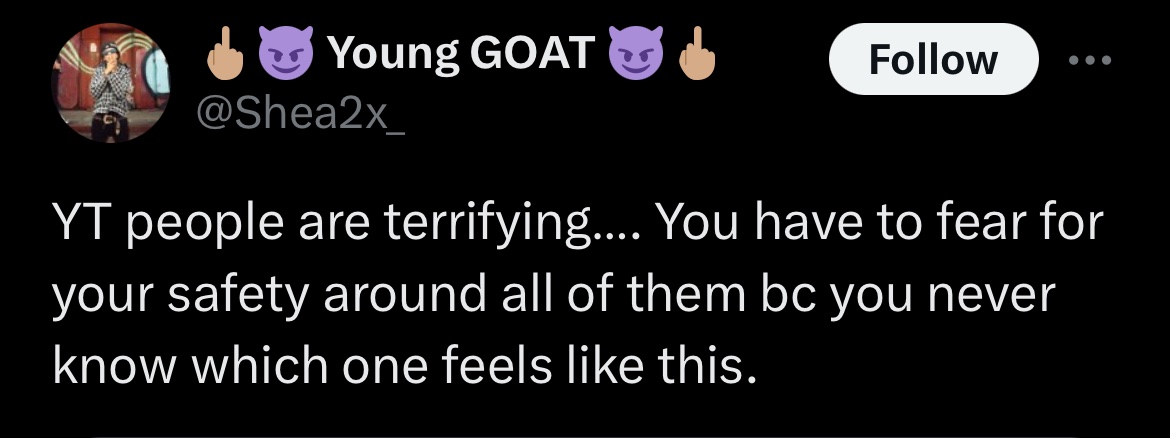 🖕🏼😈 Young GOAT 😈🖕🏼
Follow
@Shea2x_
YT people are terrifying.... You have to fear for
your safety around all of them bc you never
know which one feels like this.